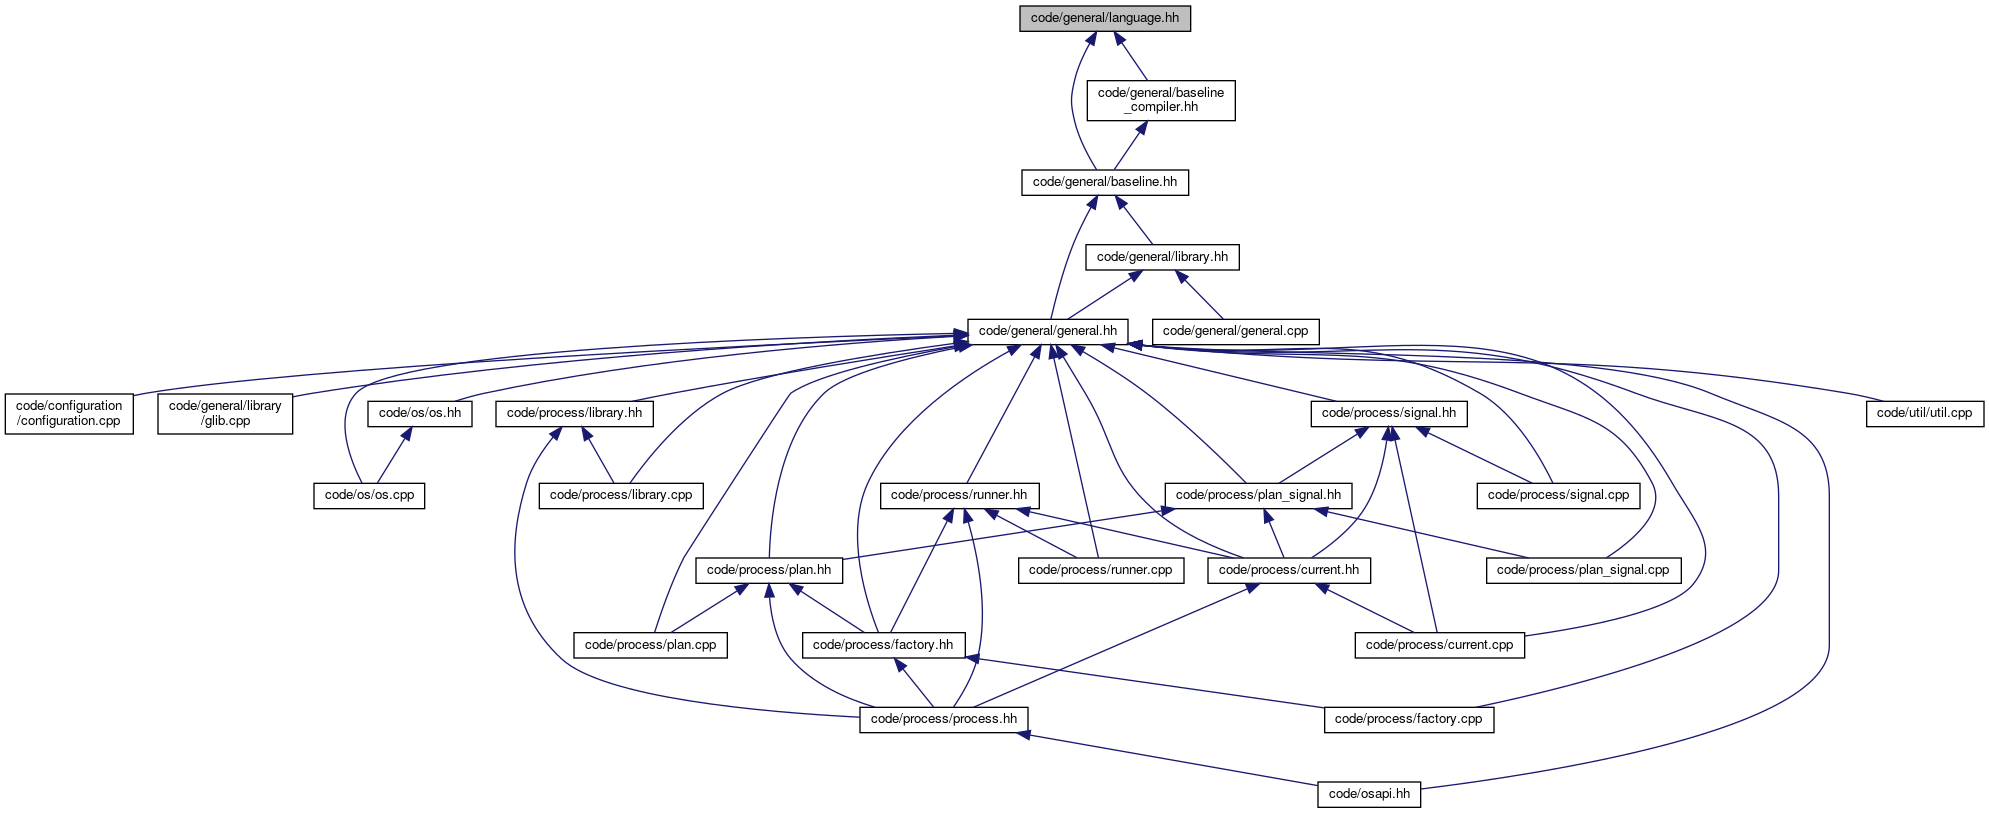 code/general/language.hh
code/general/baseline
_compiler.hh
code/general/baseline.hh
code/general/library.hh
code/general/general.hh
code/general/general.cpp
code/configuration
/configuration.cpp
code/general/library
/glib.cpp
code/os/os.hh
code/process/library.hh
code/process/signal.hh
code/util/util.cpp
code/os/os.cpp
code/process/library.cpp
code/process/runner.hh
code/process/plan_signal.hh
code/process/signal.cpp
code/process/plan.hh
code/process/runner.cpp
code/process/current.hh
code/process/plan_signal.cpp
code/process/plan.cpp
code/process/factory.hh
code/process/current.cpp
code/process/process.hh
code/process/factory.cpp
code/osapi.hh